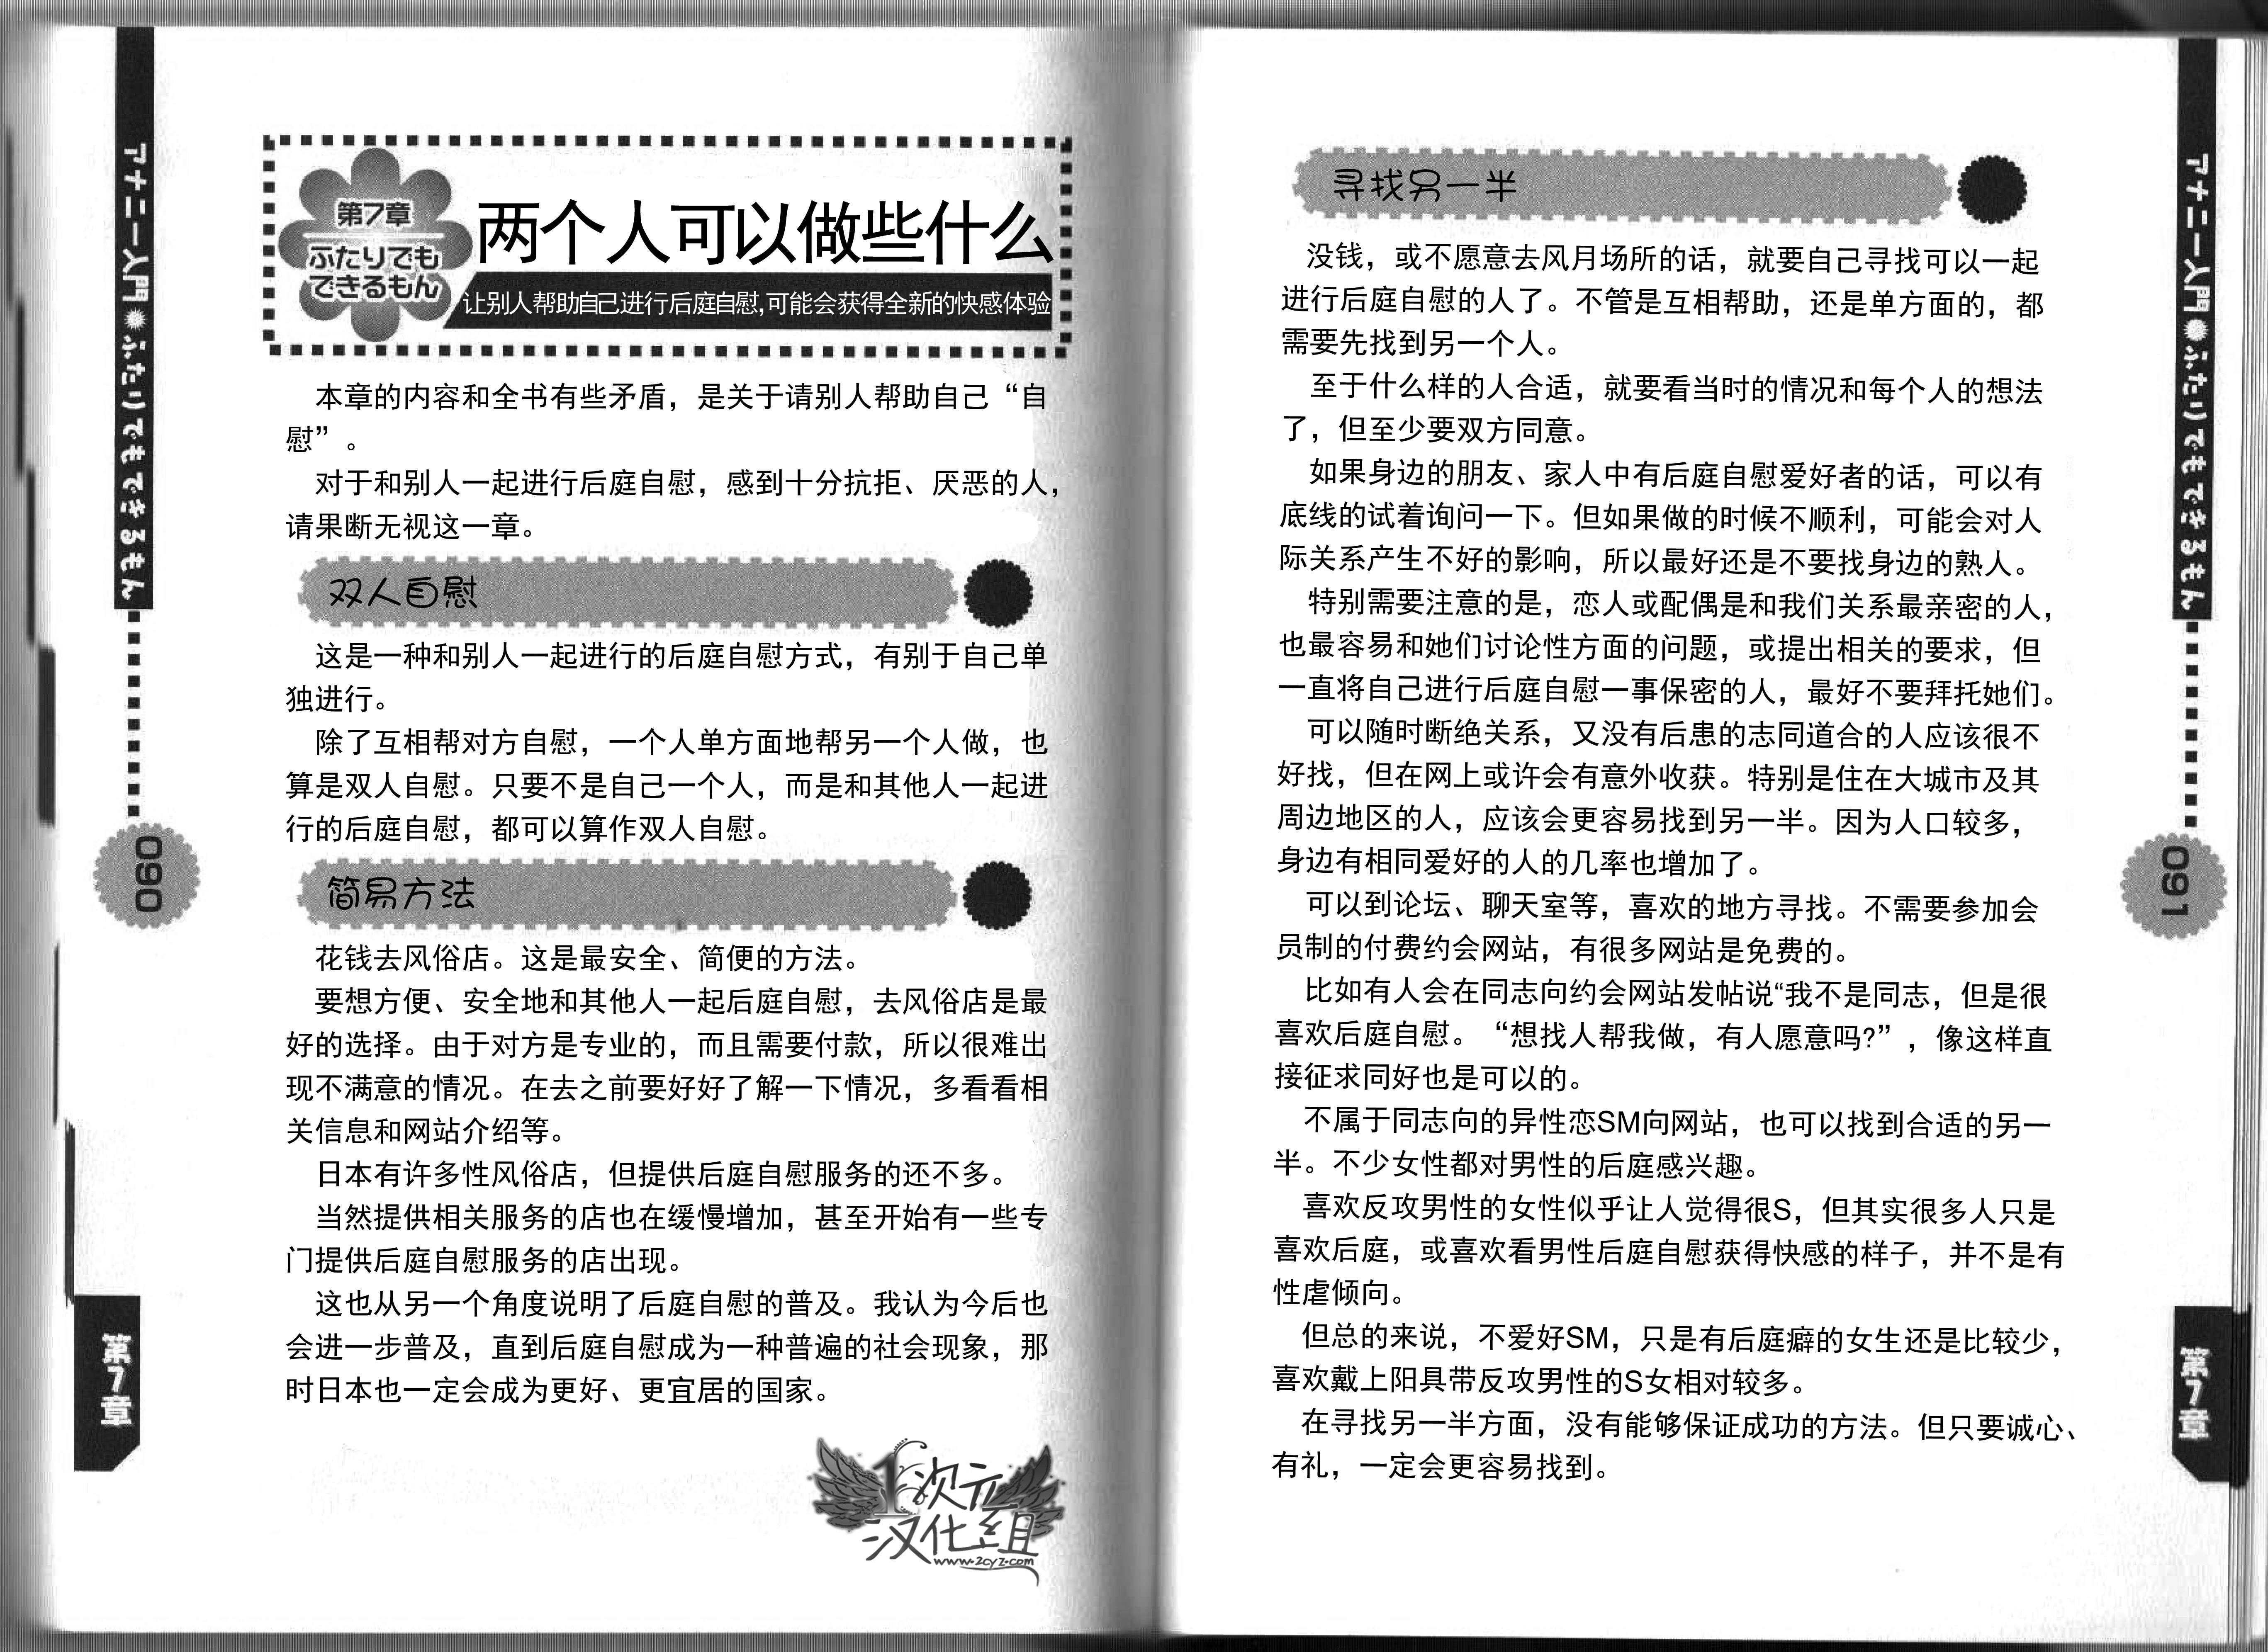 アナニー入門●ふたりでもできるもん
090
第7章
第7章
ふたりでも
できるもん
两个人可以做些什么
让别人帮助自己进行后庭自慰,可能会获得全新的快感体验
本章的内容和全书有些矛盾，是关于请别人帮助自己“自
慰”。
对于和别人一起进行后庭自慰，感到十分抗拒、厌恶的人，
请果断无视这一章。
双人自慰
这是一种和别人一起进行的后庭自慰方式，有别于自己单
独进行。
除了互相帮对方自慰，一个人单方面地帮另一个人做，也
算是双人自慰。只要不是自己一个人，而是和其他人一起进
行的后庭自慰，都可以算作双人自慰。
简易方法
花钱去风俗店。这是最安全、简便的方法。
要想方便、安全地和其他人一起后庭自慰，去风俗店是最
好的选择。由于对方是专业的，而且需要付款，所以很难出
现不满意的情况。在去之前要好好了解一下情况，多看看相
关信息和网站介绍等。
日本有许多性风俗店，但提供后庭自慰服务的还不多。
当然提供相关服务的店也在缓慢增加，甚至开始有一些专
门提供后庭自慰服务的店出现。
这也从另一个角度说明了后庭自慰的普及。我认为今后也
会进一步普及，直到后庭自慰成为一种普遍的社会现象，那
时日本也一定会成为更好、更宜居的国家。
1次元
汉化组
www.2cyz.com
寻找另一半
没钱，或不愿意去风月场所的话，就要自己寻找可以一起
进行后庭自慰的人了。不管是互相帮助，还是单方面的，都
需要先找到另一个人。
至于什么样的人合适，就要看当时的情况和每个人的想法
了，但至少要双方同意。
如果身边的朋友、家人中有后庭自慰爱好者的话，可以有
底线的试着询问一下。但如果做的时候不顺利，可能会对人
际关系产生不好的影响，所以最好还是不要找身边的熟人。
特别需要注意的是，恋人或配偶是和我们关系最亲密的人，
也最容易和她们讨论性方面的问题，或提出相关的要求，但
一直将自己进行后庭自慰一事保密的人，最好不要拜托她们。
可以随时断绝关系，又没有后患的志同道合的人应该很不
好找，但在网上或许会有意外收获。特别是住在大城市及其
周边地区的人，应该会更容易找到另一半。因为人口较多，
身边有相同爱好的人的几率也增加了。
可以到论坛、聊天室等，喜欢的地方寻找。不需要参加会
员制的付费约会网站，有很多网站是免费的。
比如有人会在同志向约会网站发帖说“我不是同志，但是很
喜欢后庭自慰。“想找人帮我做，有人愿意吗?”，像这样直
接征求同好也是可以的。
不属于同志向的异性恋SM向网站，也可以找到合适的另一
半。不少女性都对男性的后庭感兴趣。
喜欢反攻男性的女性似乎让人觉得很S，但其实很多人只是
喜欢后庭，或喜欢看男性后庭自慰获得快感的样子，并不是有
性虐倾向。
但总的来说，不爱好SM，只是有后庭癖的女生还是比较少，
喜欢戴上阳具带反攻男性的S女相对较多。
在寻找另一半方面，没有能够保证成功的方法。但只要诚心、
有礼，一定会更容易找到。
アナニー入門●ふたりでもできるもん
091
第7章